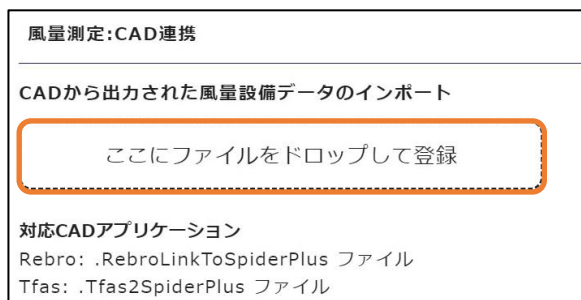 風量測定:CAD連携
CADから出力された風量設備データのインポート
ここにファイルをドロップして登録
対応CADアプリケーション
Rebro: .RebroLinkToSpiderPlus ファイル
Tfas: .Tfas2SpiderPlus ファイル